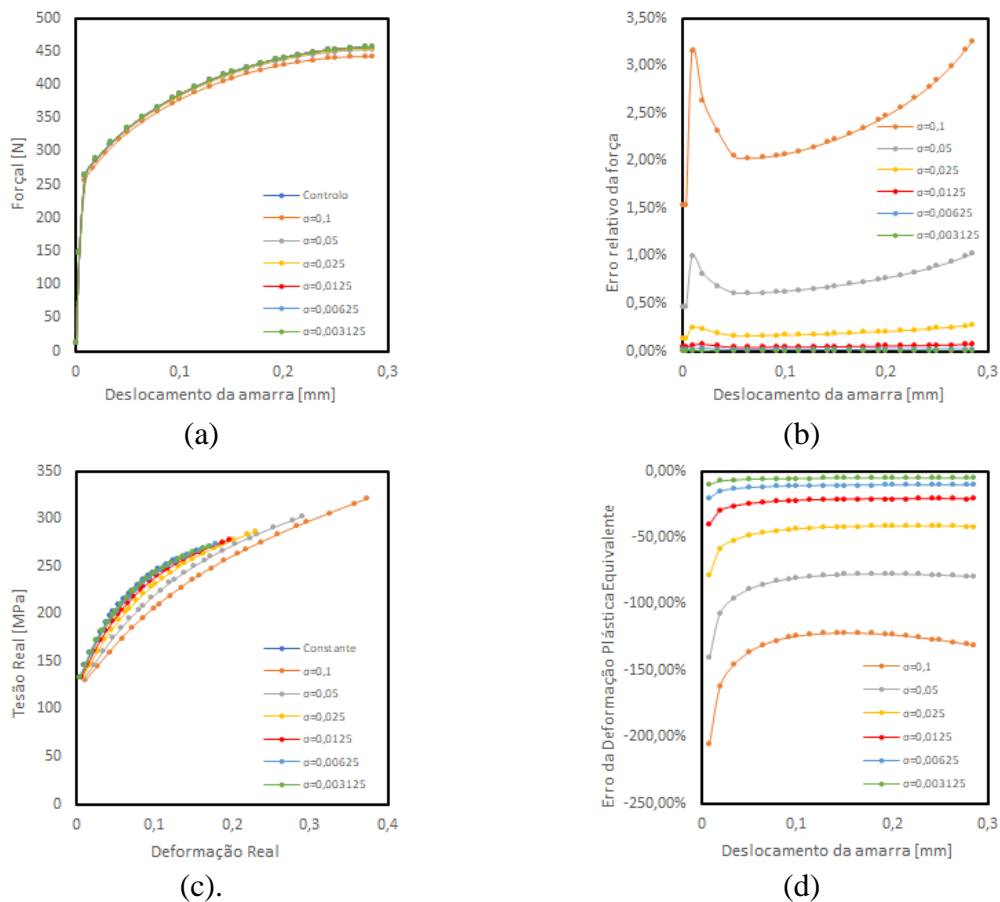 500
450
400
350
300
250
200
150
100
50
0
Forçal [N]
Controlo
σ=0,1
σ=0,05
σ=0,025
σ=0,0125
σ=0,00625
σ=0,003125
0
0,1
0,2
0,3
Deslocamento da amarra [mm]
(a)
3,50%
3,00%
2,50%
2,00%
1,50%
1,00%
0,50%
0,00%
Erro relativo da força
σ=0,1
σ=0,05
σ=0,025
σ=0,0125
σ=0,00625
σ=0,003125
0
0,1
0,2
0,3
Deslocamento da amarra [mm]
(b)
350
300
250
200
150
100
50
0
Tesão Real [MPa]
Constante
σ=0,1
σ=0,05
σ=0,025
σ=0,0125
σ=0,00625
σ=0,003125
0
0,1
0,2
0,3
0,4
Deformação Real
(c).
0,00%
-50,00%
-100,00%
-150,00%
-200,00%
-250,00%
Erro da Deformação Plástica Equivalente
σ=0,1
σ=0,05
σ=0,025
σ=0,0125
σ=0,00625
σ=0,003125
0
0,1
0,2
0,3
Deslocamento da amarra [mm]
(d)